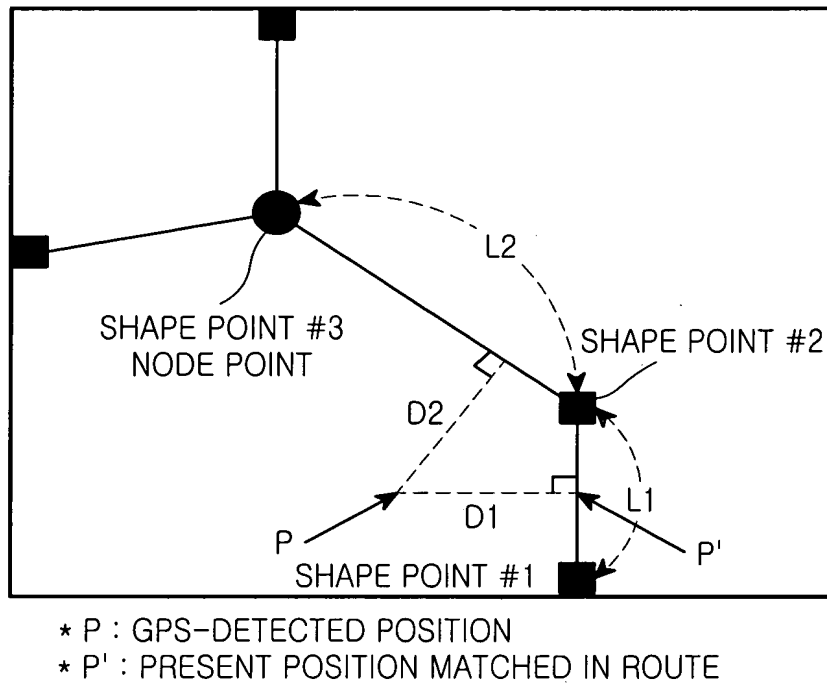 L2
SHAPE POINT #3
NODE POINT
SHAPE POINT #2
D2
D1
L1
P
P'
SHAPE POINT #1
* P : GPS-DETECTED POSITION
* P' : PRESENT POSITION MATCHED IN ROUTE